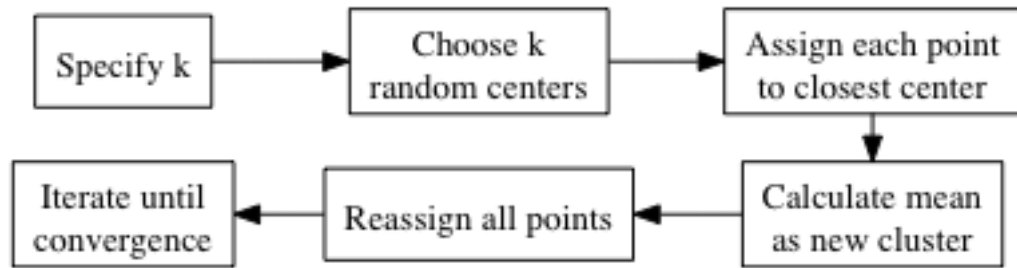 Specify k
Choose k
random centers
Assign each point
to closest center
Calculate mean
as new cluster
Reassign all points
Iterate until
convergence